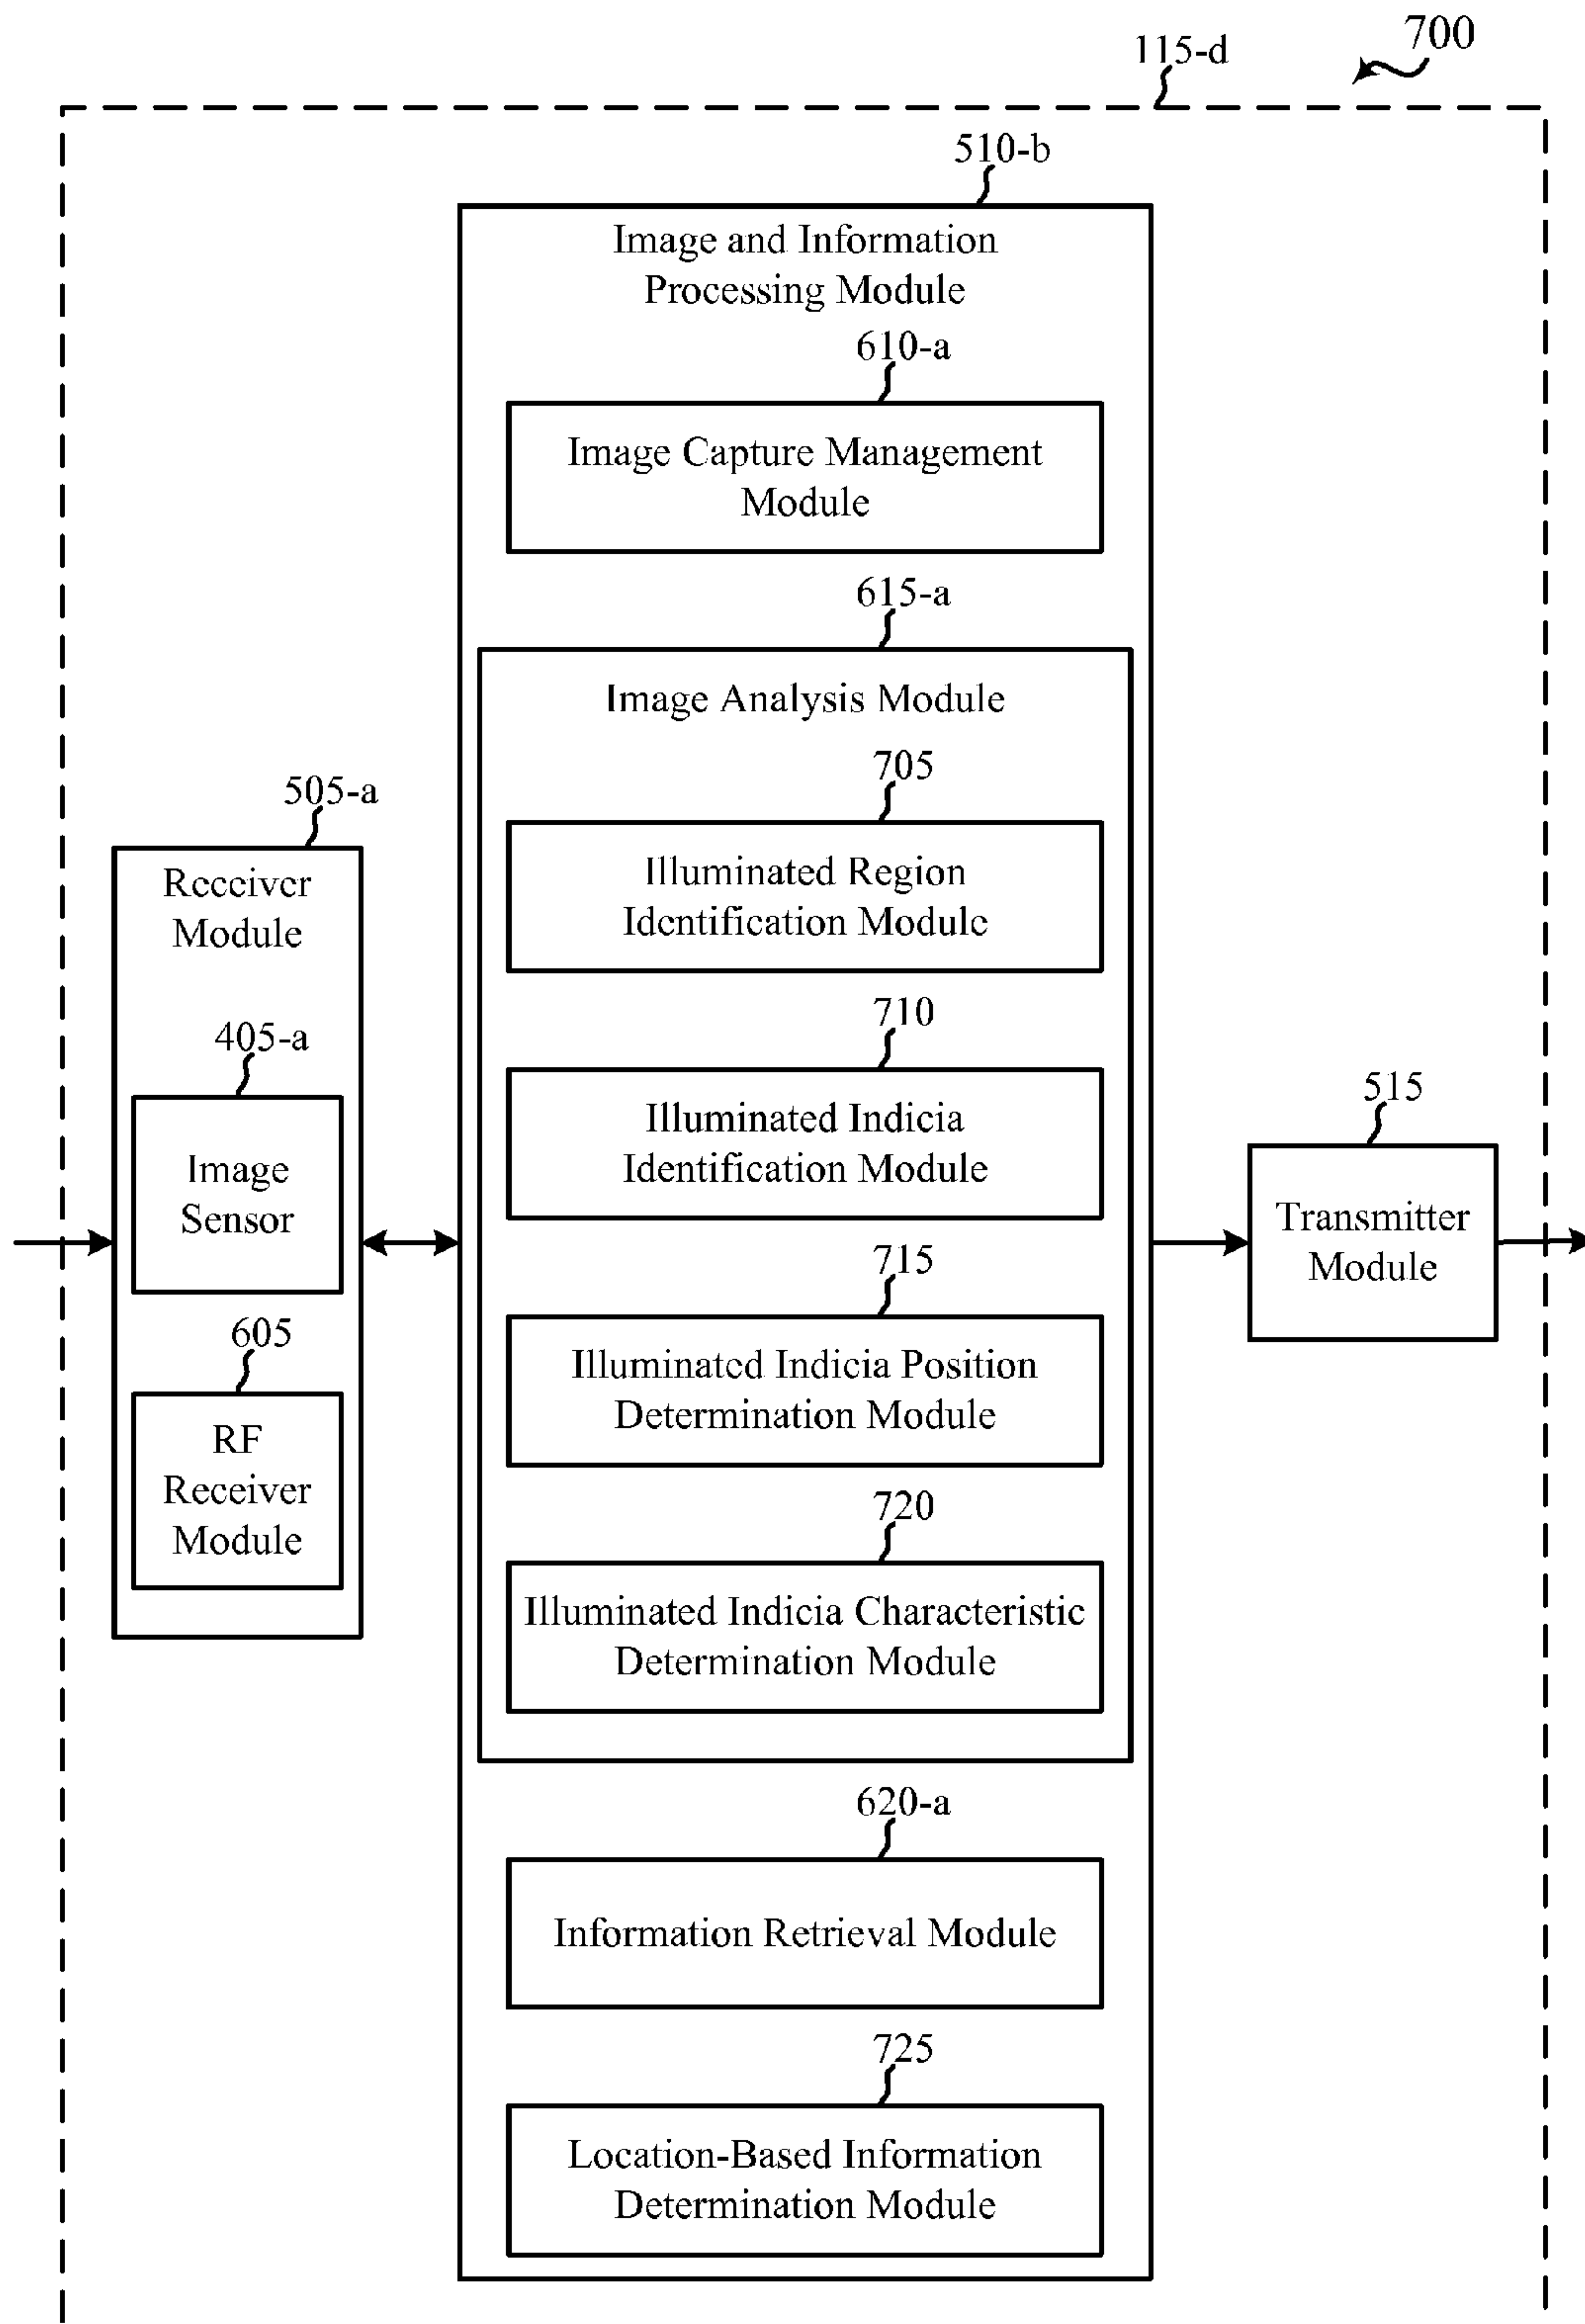 700
115-d
510-b
Image and Information
Processing Module
610-a
Image Capture Management
Module
615-a
Image Analysis Module
705
Illuminated Region
Identification Module
710
Illuminated Indicia
Identification Module
715
Illuminated Indicia Position
Determination Module
720
Illuminated Indicia Characteristic
Determination Module
620-a
Information Retrieval Module
725
Location-Based Information
Determination Module
505-a
Receiver
Module
405-a
Image
Sensor
605
RF
Receiver
Module
515
Transmitter
Module